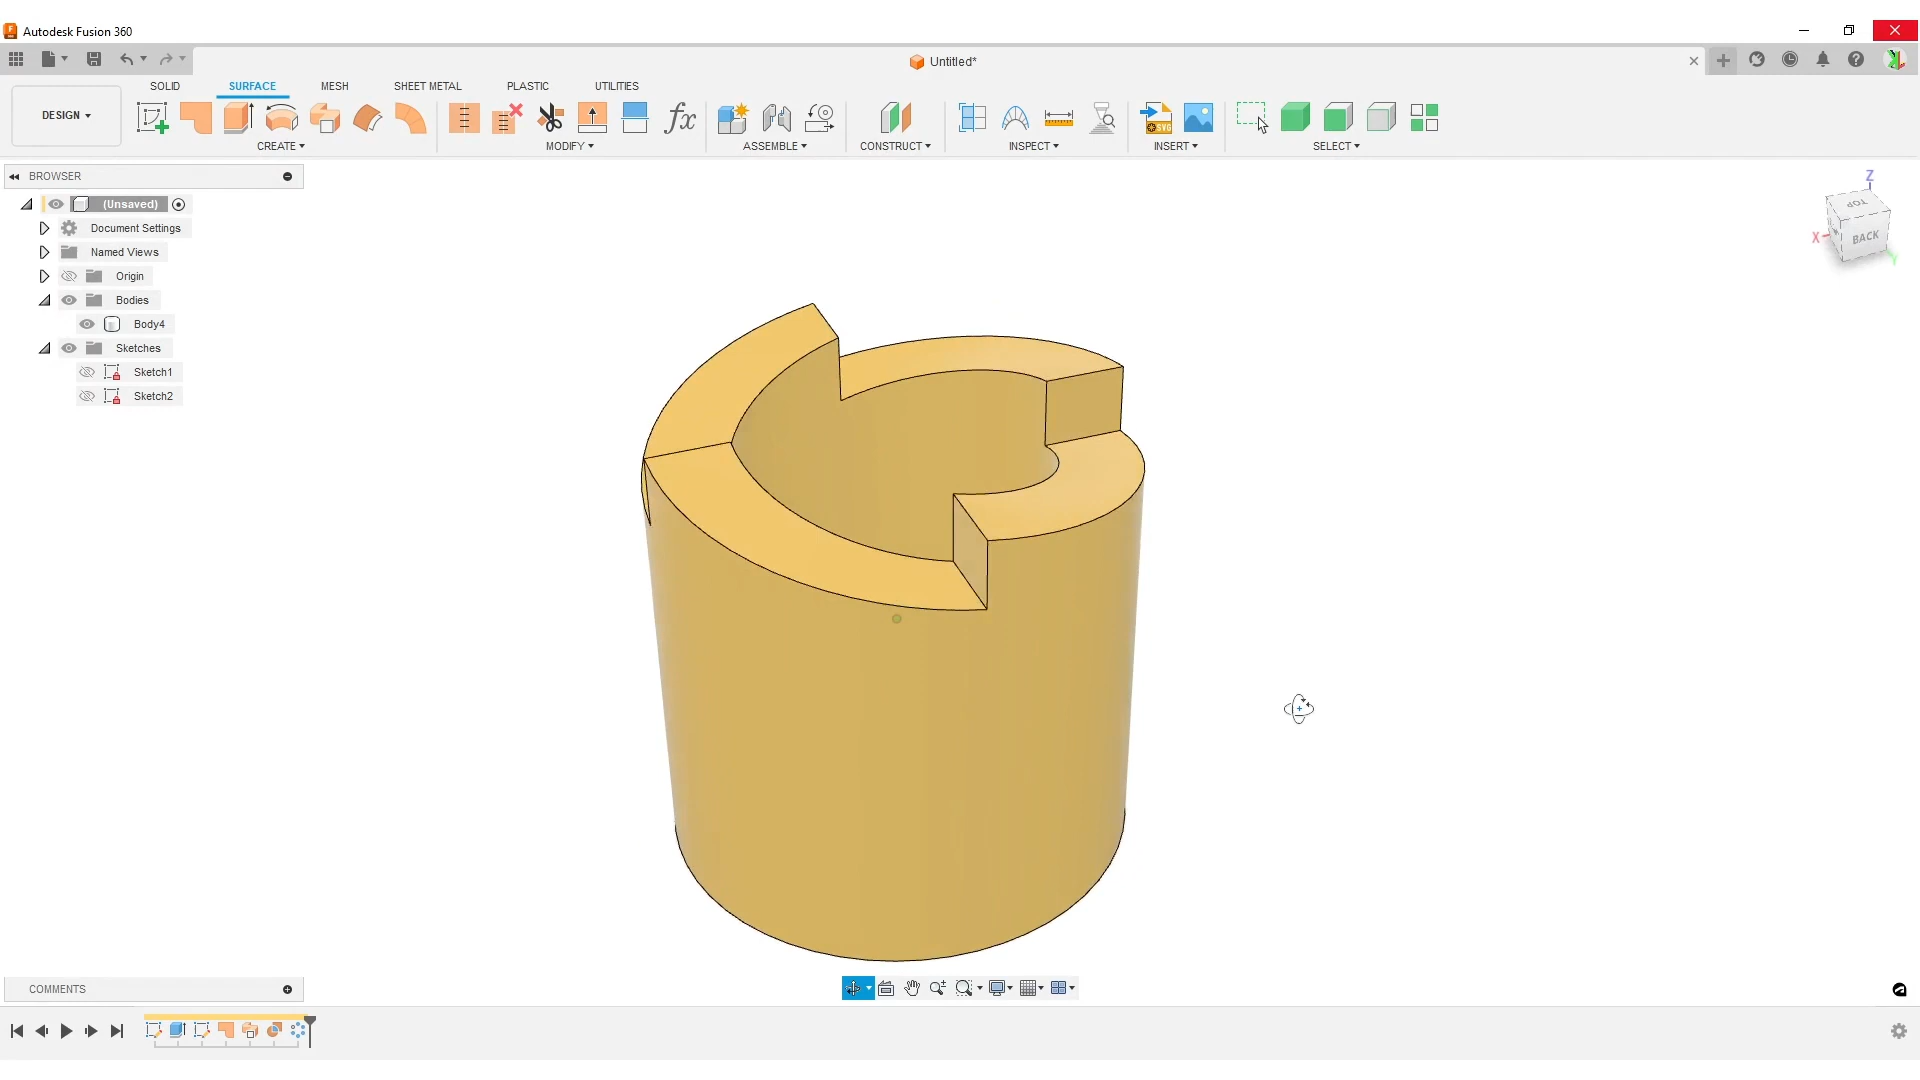 Autodesk Fusion 360
Untitled*
SOLID SURFACE MESH SHEET METAL PLASTIC UTILITIES
DESIGN
fx
CREATE MODIFY ASSEMBLE CONSTRUCT INSPECT INSERT SELECT
BROWSER
(Unsaved)
Document Settings
Named Views
Origin
Bodies
Body4
Sketches
Sketch1
Sketch2
Z
TOP
X
BACK
Y
COMMENTS